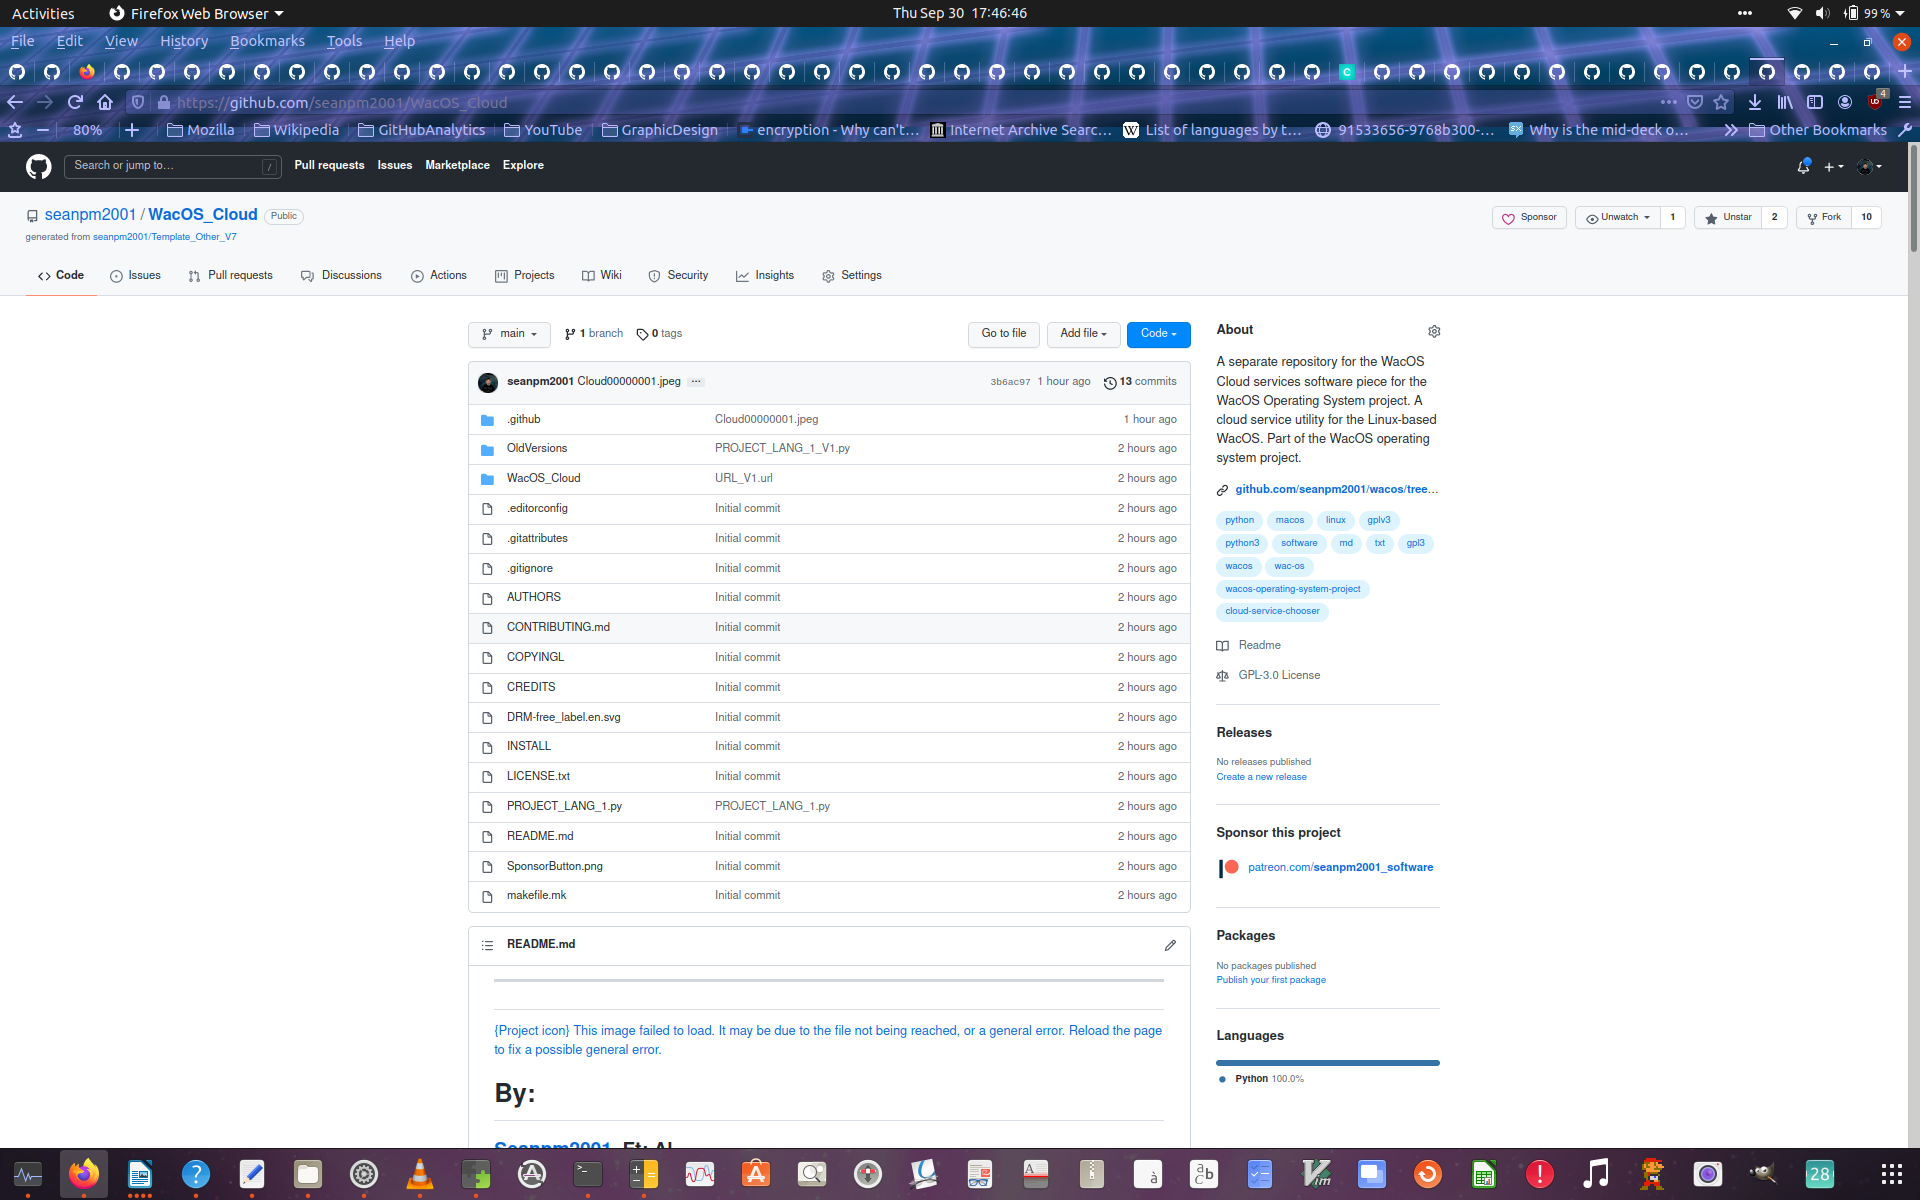 Activities Firefox Web Browser Thu Sep 30 17:46:46 99 %
File Edit View History Bookmarks Tools Help
https://github.com/seanpm2001/WacOS_Cloud 4
80% Mozilla Wikipedia GitHubAnalytics YouTube GraphicDesign encryption - Why can't… Internet Archive Searc… List of languages by t… 91533656-9768b300-… Why is the mid-deck o… Other Bookmarks
Search or jump to… / Pull requests Issues Marketplace Explore
seanpm2001 / WacOS_Cloud Public Sponsor Unwatch 1 Unstar 2 Fork 10
generated from seanpm2001/Template_Other_V7
Code Issues Pull requests Discussions Actions Projects Wiki Security Insights Settings
main 1 branch 0 tags Go to file Add file Code
seanpm2001 Cloud00000001.jpeg ... 3b6ac97 1 hour ago 13 commits
.github Cloud00000001.jpeg 1 hour ago
OldVersions PROJECT_LANG_1_V1.py 2 hours ago
WacOS_Cloud URL_V1.url 2 hours ago
.editorconfig Initial commit 2 hours ago
.gitattributes Initial commit 2 hours ago
.gitignore Initial commit 2 hours ago
AUTHORS Initial commit 2 hours ago
CONTRIBUTING.md Initial commit 2 hours ago
COPYINGL Initial commit 2 hours ago
CREDITS Initial commit 2 hours ago
DRM-free_label.en.svg Initial commit 2 hours ago
INSTALL Initial commit 2 hours ago
LICENSE.txt Initial commit 2 hours ago
PROJECT_LANG_1.py PROJECT_LANG_1.py 2 hours ago
README.md Initial commit 2 hours ago
SponsorButton.png Initial commit 2 hours ago
makefile.mk Initial commit 2 hours ago
README.md
{Project icon} This image failed to load. It may be due to the file not being reached, or a general error. Reload the page
to fix a possible general error.
By:
Seanpm2001, Et; Al
About
A separate repository for the WacOS
Cloud services software piece for the
WacOS Operating System project. A
cloud service utility for the Linux-based
WacOS. Part of the WacOS operating
system project.
github.com/seanpm2001/wacos/tree…
python macos linux gplv3
python3 software md txt gpl3
wacos wac-os
wacos-operating-system-project
cloud-service-chooser
Readme
GPL-3.0 License
Releases
No releases published
Create a new release
Sponsor this project
patreon.com/seanpm2001_software
Packages
No packages published
Publish your first package
Languages
Python 100.0%
28